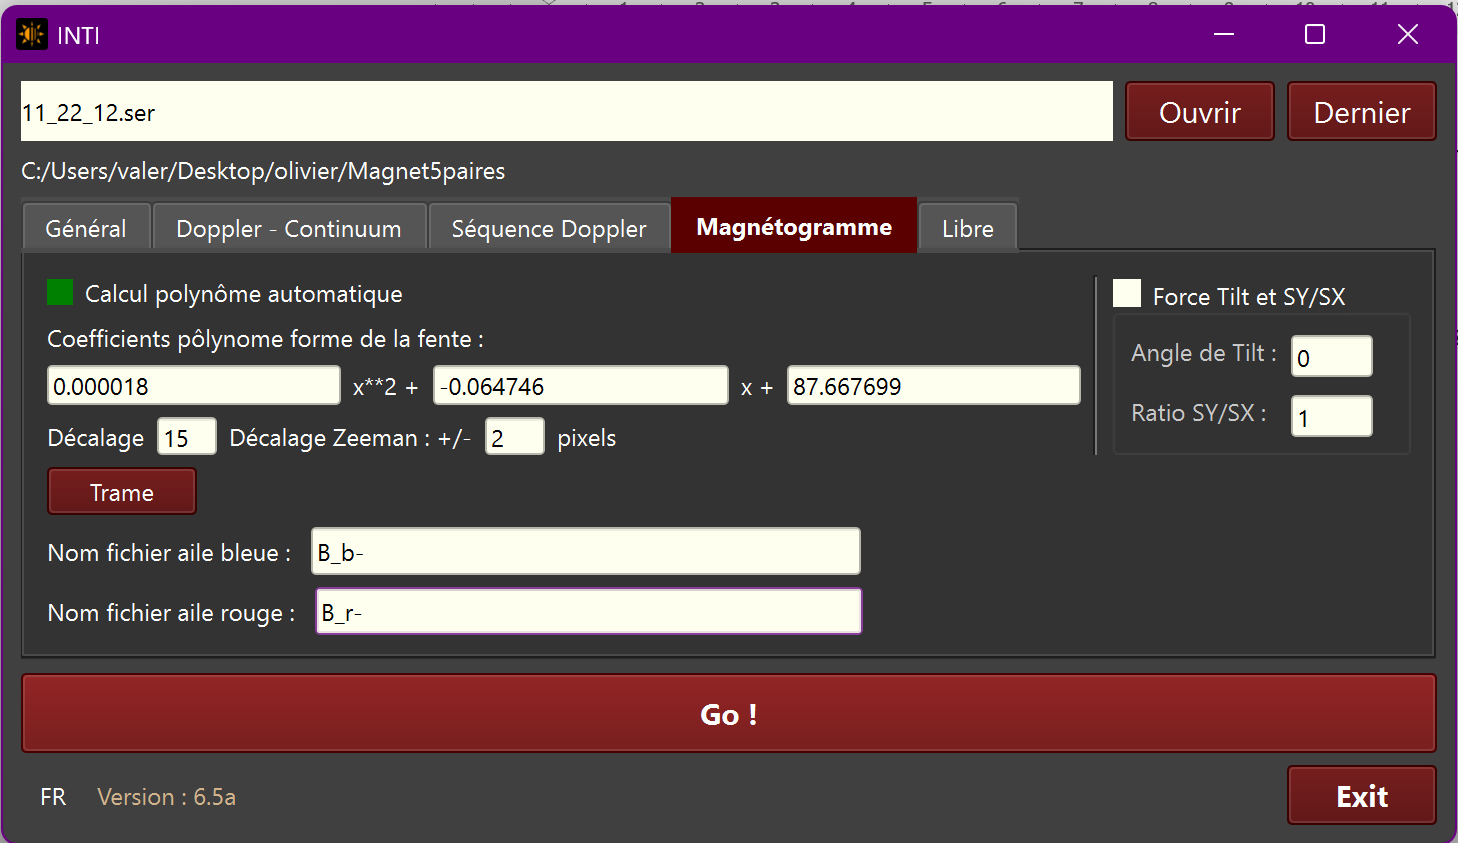 INTI
11_22_12.ser Ouvrir Dernier
C:/Users/valer/Desktop/olivier/Magnet5paires
Général Doppler - Continuum Séquence Doppler Magnétogramme Libre
Calcul polynôme automatique
Coefficients pôlynome forme de la fente :
0.000018 x**2 + -0.064746 x + 87.667699
Décalage 15 Décalage Zeeman : +/- 2 pixels
Trame
Nom fichier aile bleue : B_b-
Nom fichier aile rouge : B_r-
Force Tilt et SY/SX
Angle de Tilt : 0
Ratio SY/SX : 1
Go !
FR Version : 6.5a Exit